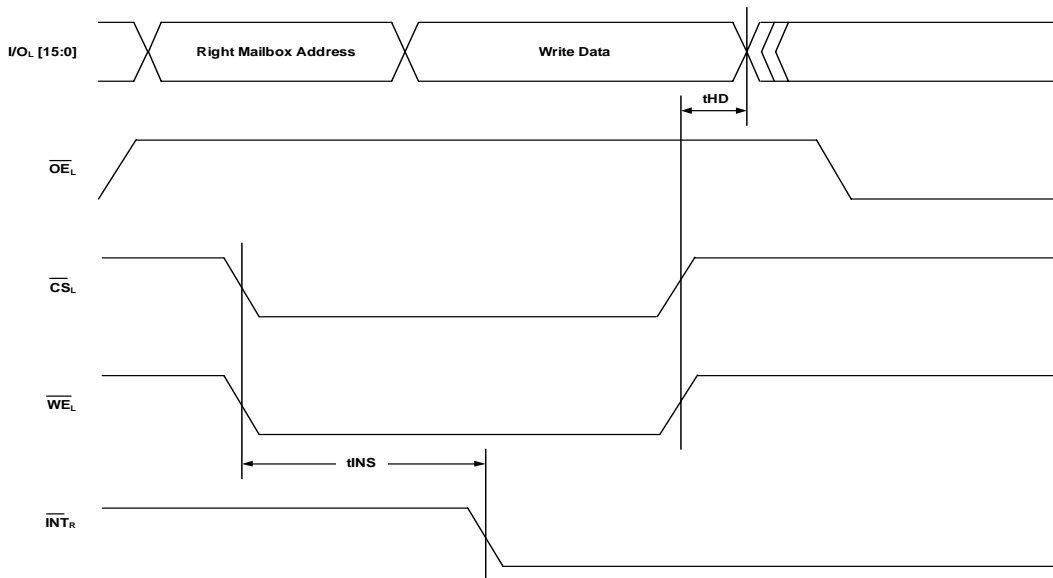 I/OL [15:0]
Right Mailbox Address
Write Data
tHD
OEL
CSL
WEL
tINS
INTR